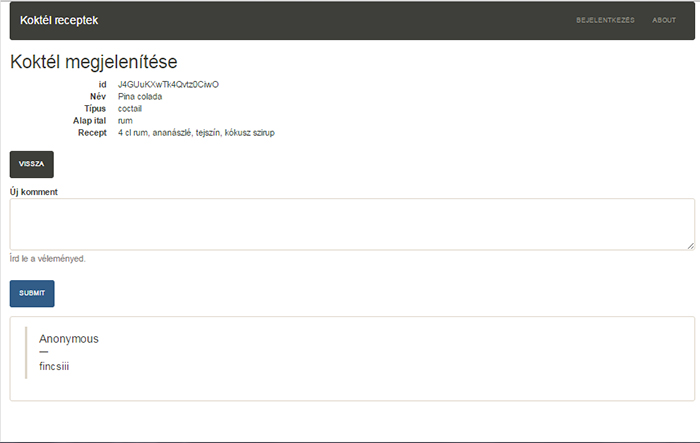 Koktél receptek BEJELENTKEZÉS ABOUT
Koktél megjelenítése
id J4GUuKXwTk4Qvtz0CiwO
Név Pina colada
Típus coctail
Alap ital rum
Recept 4 cl rum, ananászlé, tejszín, kókusz szirup
VISSZA
Új komment
Írd le a véleményed.
SUBMIT
Anonymous
—
fincsiii